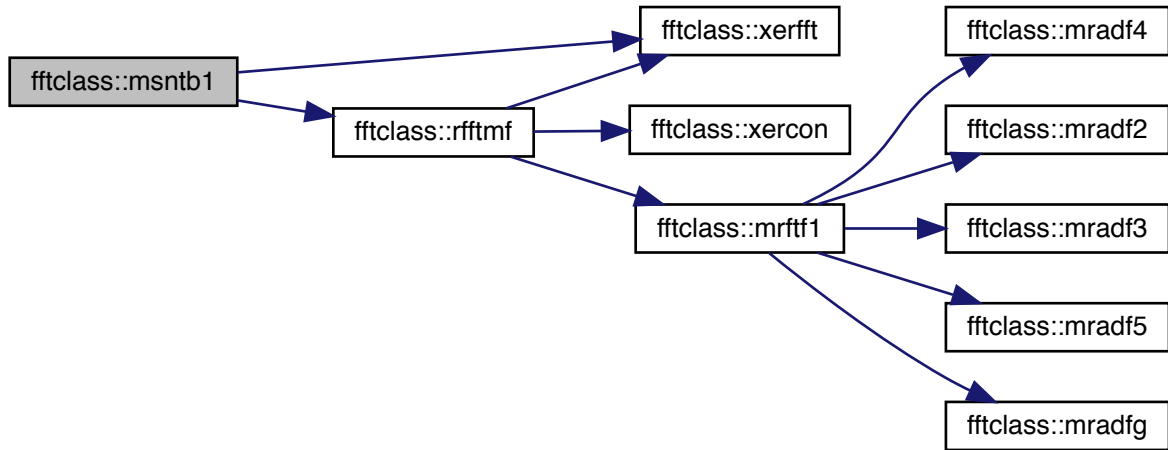 fftclass::msntb1
fftclass::rfftmf
fftclass::xerfft
fftclass::xercon
fftclass::mrftf1
fftclass::mradf4
fftclass::mradf2
fftclass::mradf3
fftclass::mradf5
fftclass::mradfg